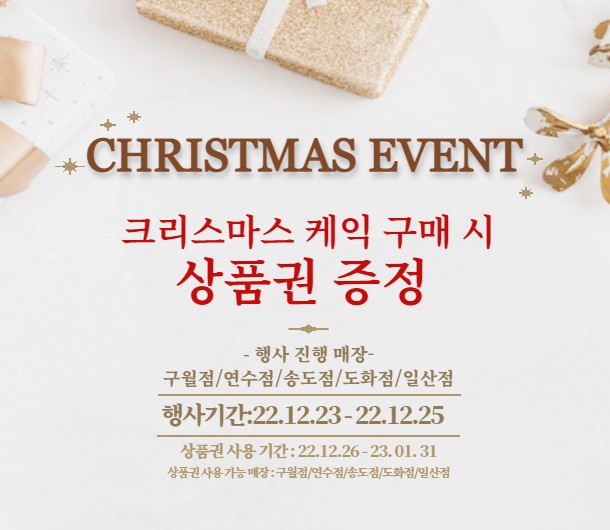 CHRISTMAS EVENT
크리스마스 케익 구매 시
상품권 증정
- 행사 진행 매장-
구월점/연수점/송도점/도화점/일산점
행사기간:22.12.23 - 22.12.25
상품권 사용 기간 : 22.12.26 - 23. 01. 31
상품권 사용 가능 매장 : 구월점/연수점/송도점/도화점/일산점